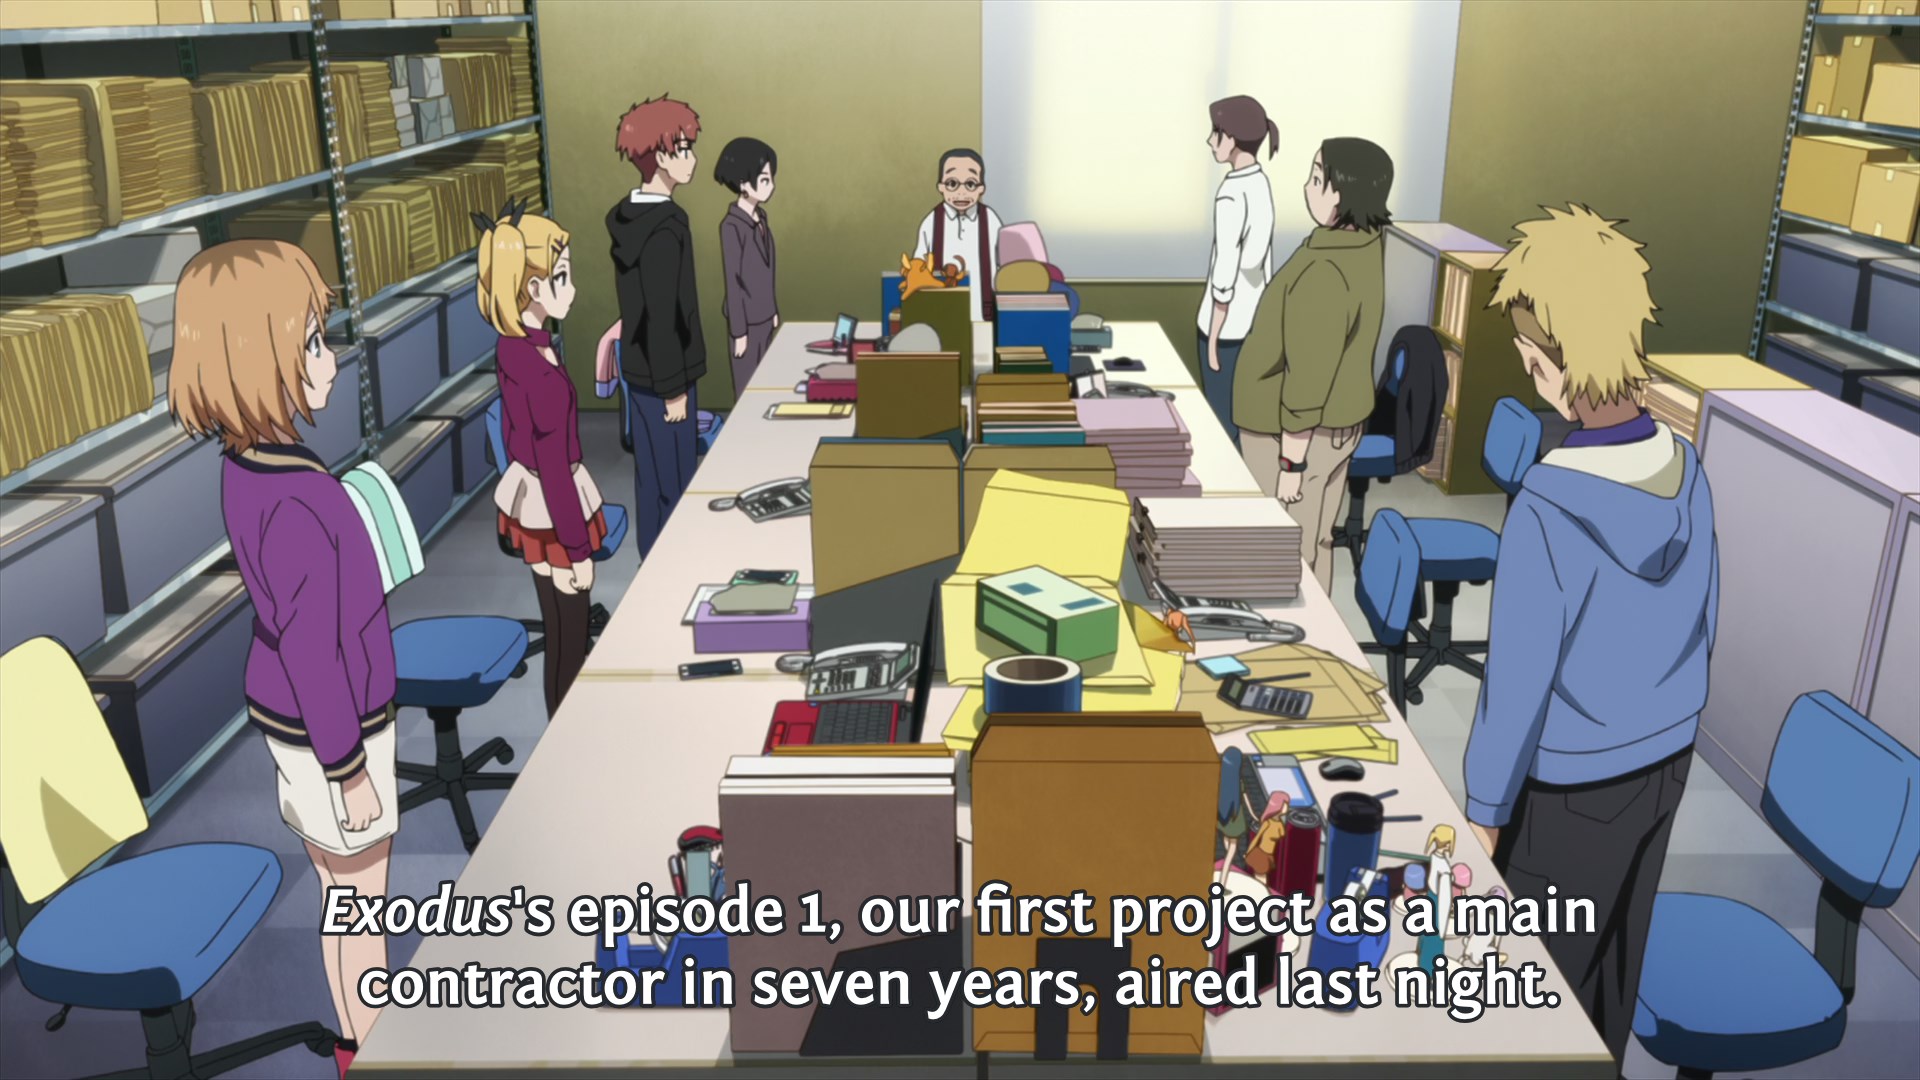 Exodus's episode 1, our first project as a main
contractor in seven years, aired last night.